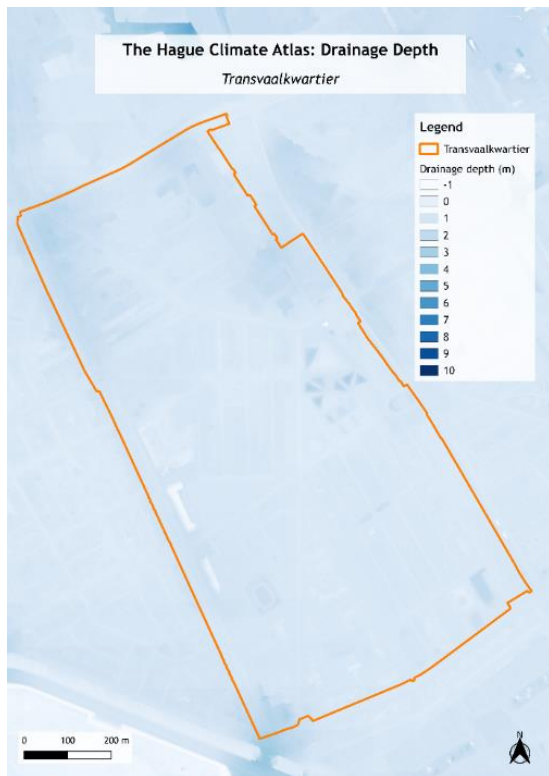 The Hague Climate Atlas: Drainage Depth
Transvaalkwartier
Legend
Transvaalkwartier
Drainage depth (m)
-1
0
1
2
3
4
5
6
7
8
9
10
0 100 200 m
N